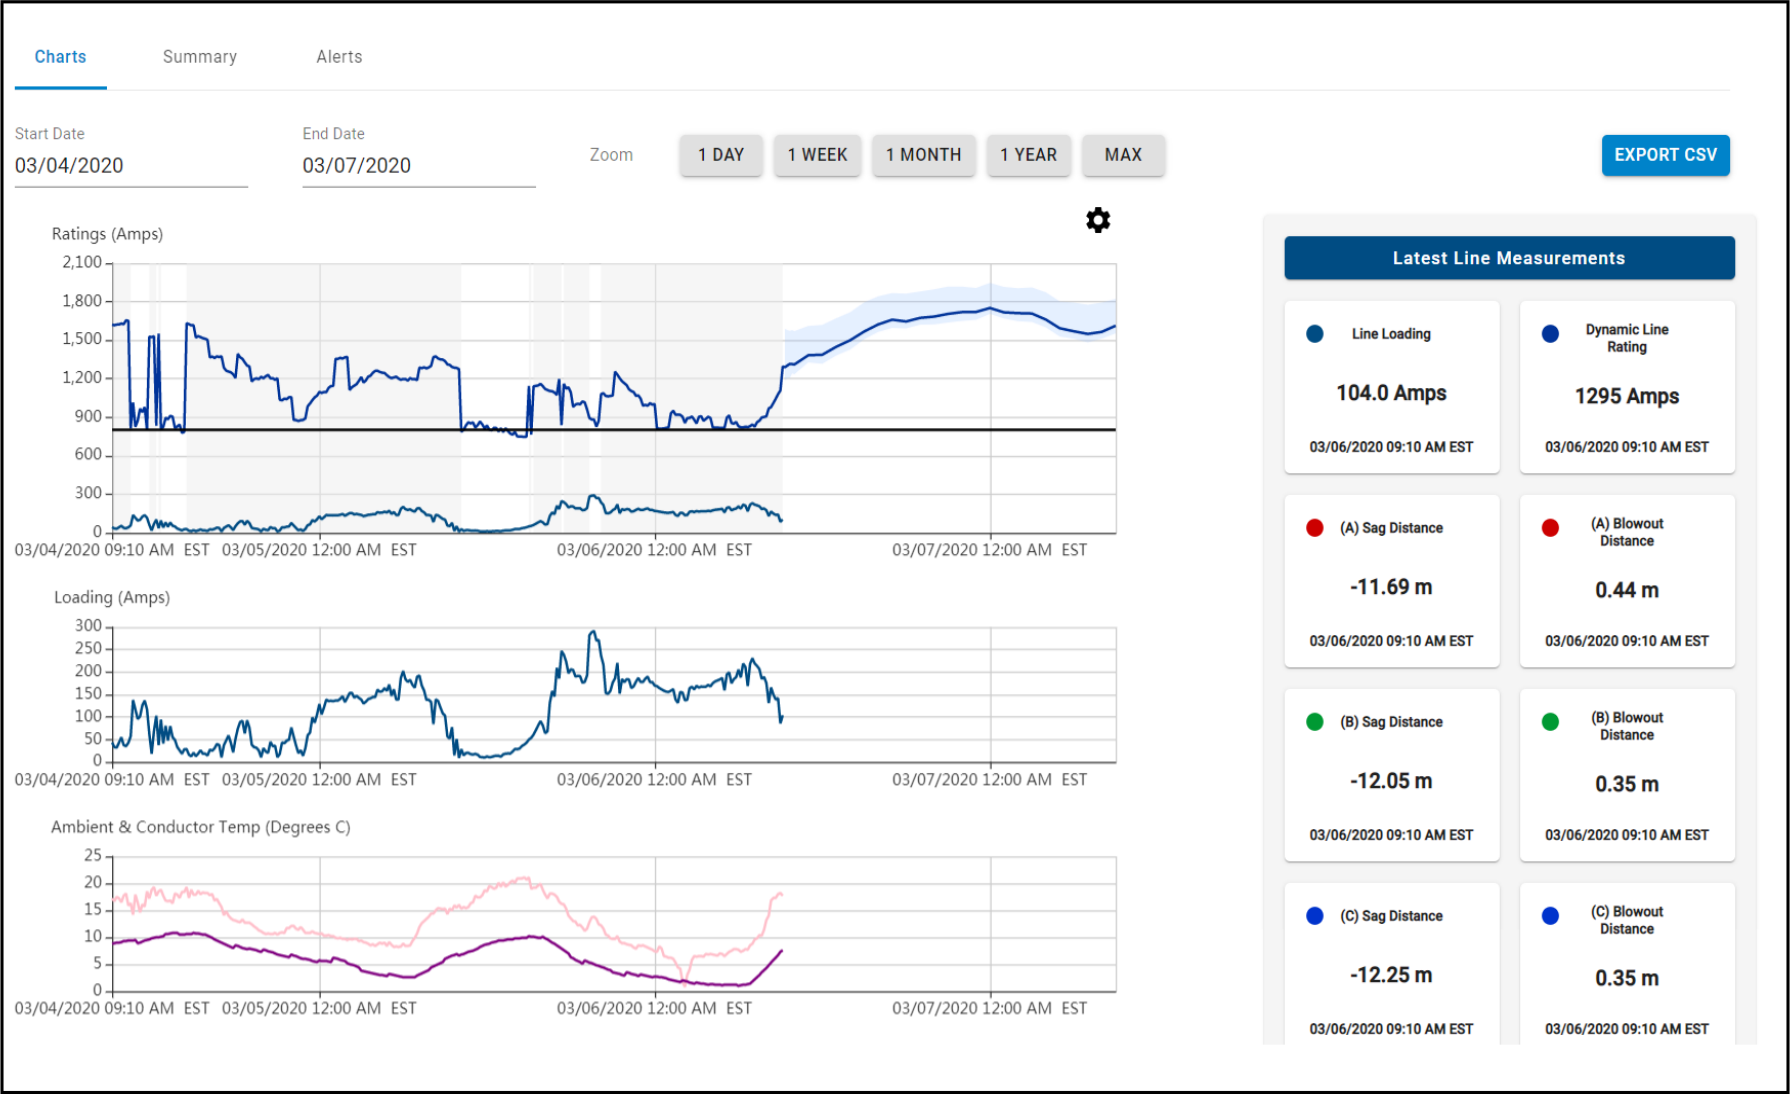 Charts
Summary
Alerts
Start Date
03/04/2020
End Date
03/07/2020
Zoom
1 DAY
1 WEEK
1 MONTH
1 YEAR
MAX
EXPORT CSV
Ratings (Amps)
2,100
1,800
1,500
1,200
900
600
300
0
03/04/2020 09:10 AM EST
03/05/2020 12:00 AM EST
03/06/2020 12:00 AM EST
03/07/2020 12:00 AM EST
Loading (Amps)
300
250
200
150
100
50
0
03/04/2020 09:10 AM EST
03/05/2020 12:00 AM EST
03/06/2020 12:00 AM EST
03/07/2020 12:00 AM EST
Ambient & Conductor Temp (Degrees C)
25
20
15
10
5
0
03/04/2020 09:10 AM EST
03/05/2020 12:00 AM EST
03/06/2020 12:00 AM EST
03/07/2020 12:00 AM EST
Latest Line Measurements
Line Loading
104.0 Amps
03/06/2020 09:10 AM EST
Dynamic Line
Rating
1295 Amps
03/06/2020 09:10 AM EST
(A) Sag Distance
-11.69 m
03/06/2020 09:10 AM EST
(A) Blowout
Distance
0.44 m
03/06/2020 09:10 AM EST
(B) Sag Distance
-12.05 m
03/06/2020 09:10 AM EST
(B) Blowout
Distance
0.35 m
03/06/2020 09:10 AM EST
(C) Sag Distance
-12.25 m
03/06/2020 09:10 AM EST
(C) Blowout
Distance
0.35 m
03/06/2020 09:10 AM EST